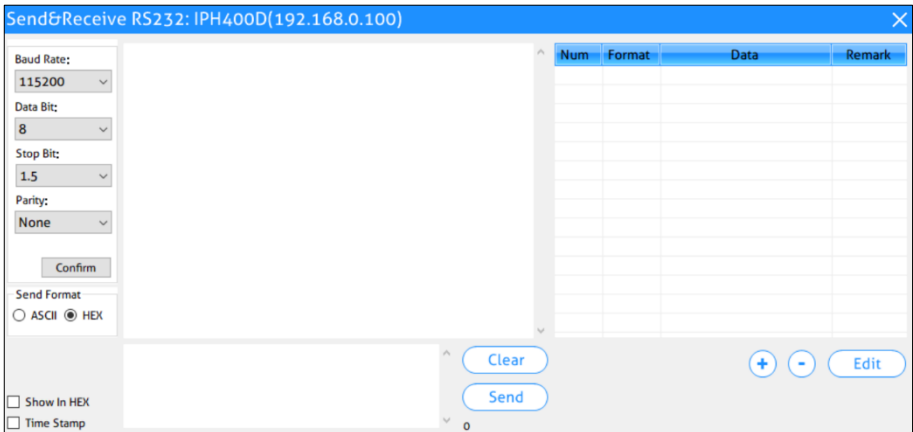 Send&Receive RS232: IPH400D(192.168.0.100)
Baud Rate:
115200
Data Bit:
8
Stop Bit:
1.5
Parity:
None
Confirm
Send Format
ASCII HEX
Num Format Data Remark
Clear
+ - Edit
Send
Show In HEX
Time Stamp
0